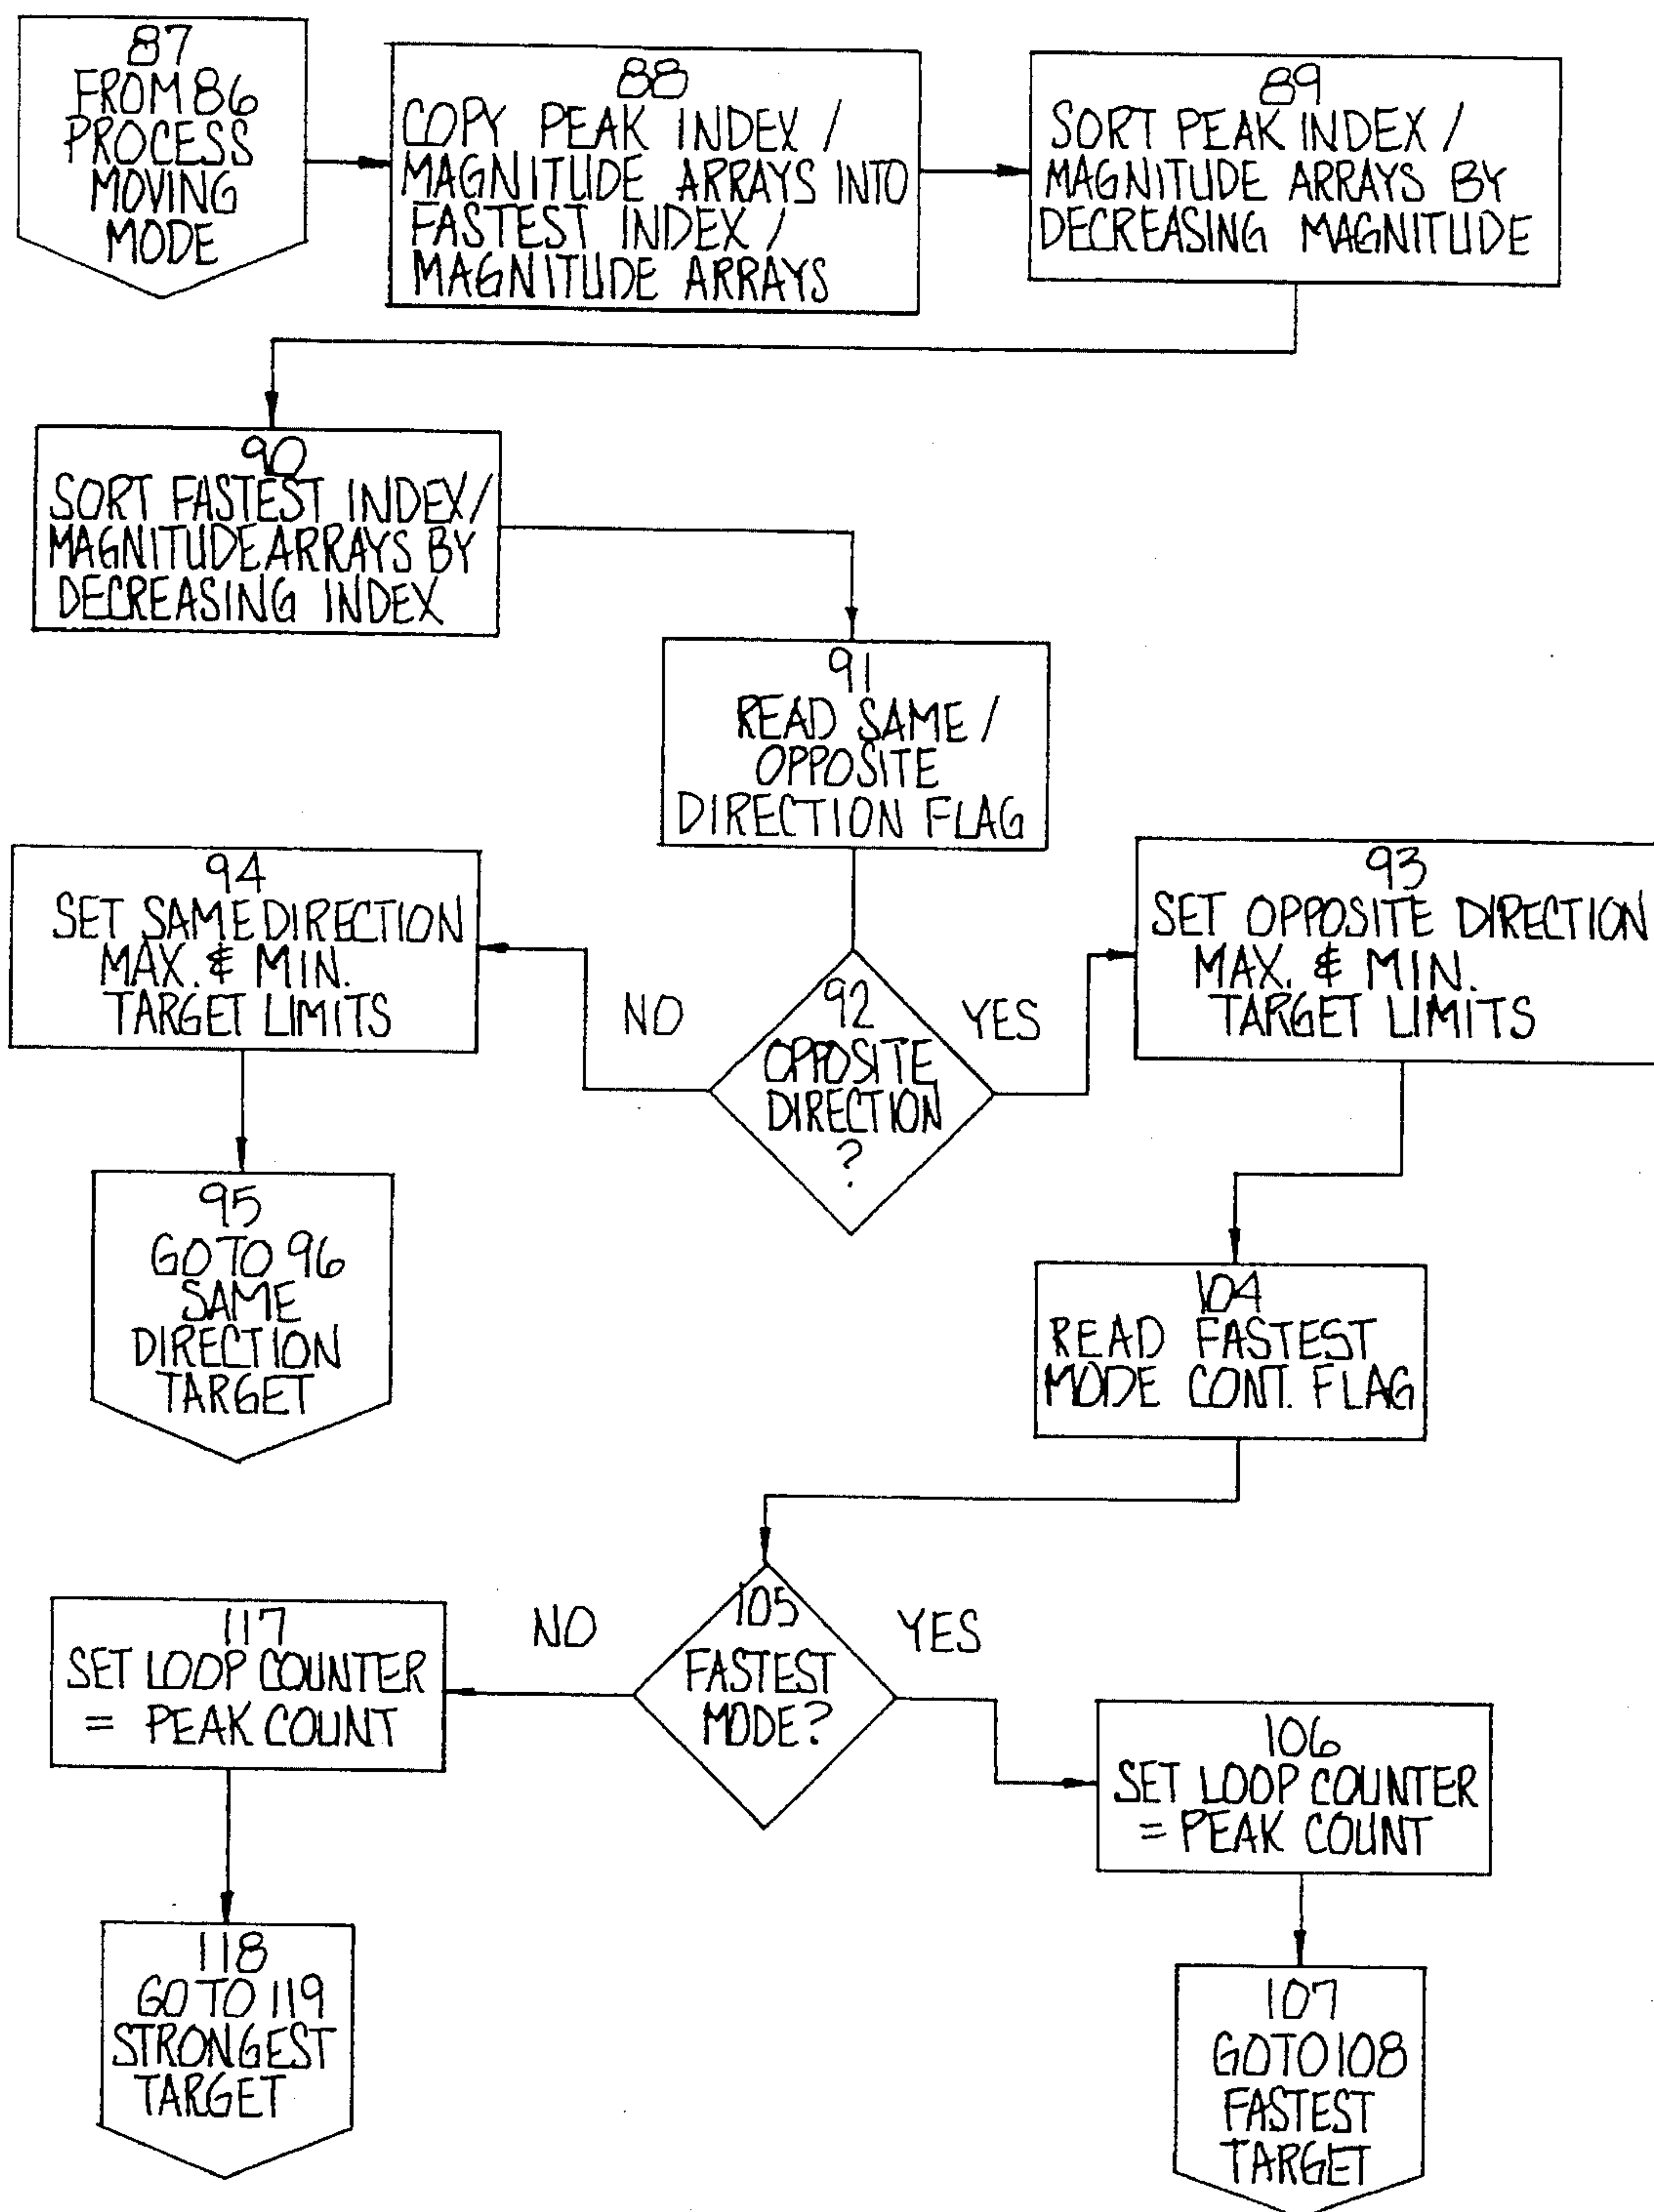 87
FROM 86
PROCESS
MOVING
MODE
88
COPY PEAK INDEX /
MAGNITUDE ARRAYS INTO
FASTEST INDEX /
MAGNITUDE ARRAYS
89
SORT PEAK INDEX /
MAGNITUDE ARRAYS BY
DECREASING MAGNITUDE
90
SORT FASTEST INDEX/
MAGNITUDE ARRAYS BY
DECREASING INDEX
91
READ SAME /
OPPOSITE
DIRECTION FLAG
94
SET SAME DIRECTION
MAX. & MIN.
TARGET LIMITS
NO
92
OPPOSITE
DIRECTION
?
YES
93
SET OPPOSITE DIRECTION
MAX. & MIN.
TARGET LIMITS
95
GO TO 96
SAME
DIRECTION
TARGET
104
READ FASTEST
MODE CONT. FLAG
117
SET LOOP COUNTER
= PEAK COUNT
NO
105
FASTEST
MODE?
YES
106
SET LOOP COUNTER
= PEAK COUNT
118
GO TO 119
STRONGEST
TARGET
107
GO TO 108
FASTEST
TARGET